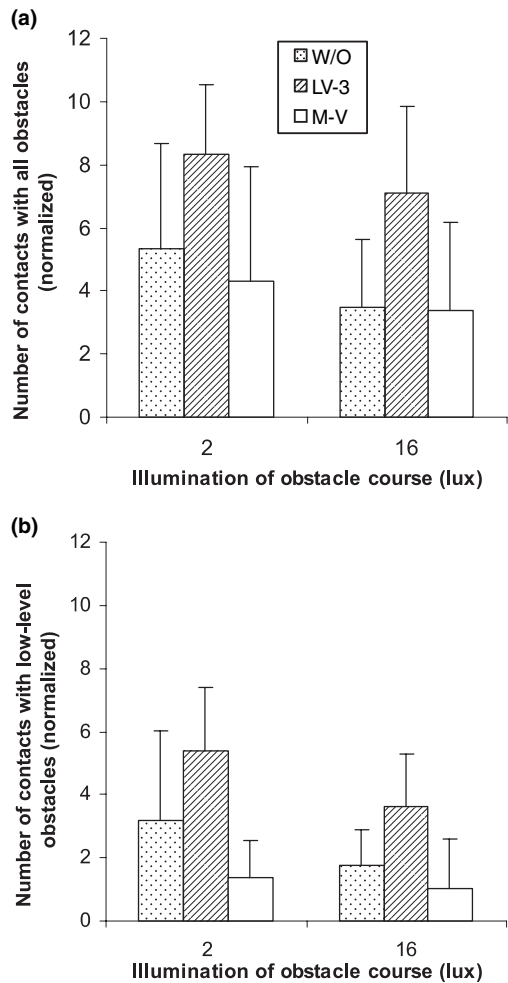 (a)
12
10
8
6
4
2
0
W/O
LV-3
M-V
Number of contacts with all obstacles
(normalized)
2
16
Illumination of obstacle course (lux)
(b)
12
10
8
6
4
2
0
Number of contacts with low-level
obstacles (normalized)
2
16
Illumination of obstacle course (lux)